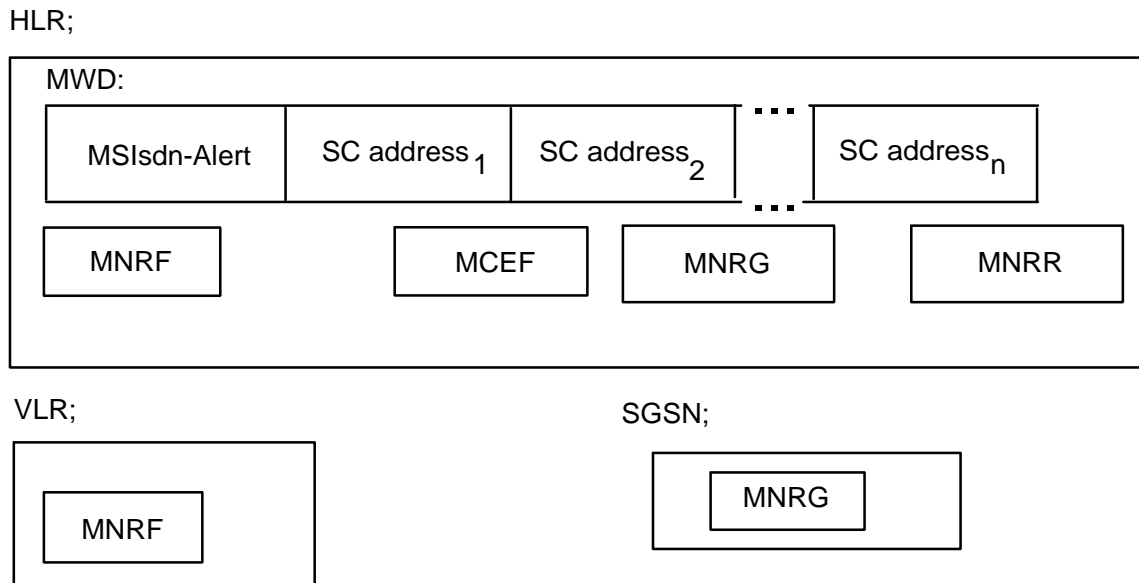 HLR;
MWD:
MSIsdn-Alert SC address1 SC address2 ... SC addressn
...
MNRF MCEF MNRG MNRR
VLR; SGSN;
MNRG
MNRF